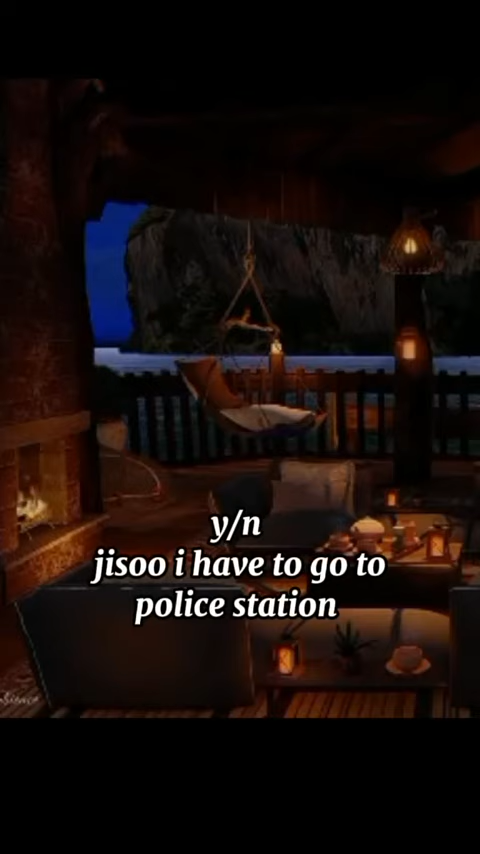 y/n
jisoo i have to go to
police station